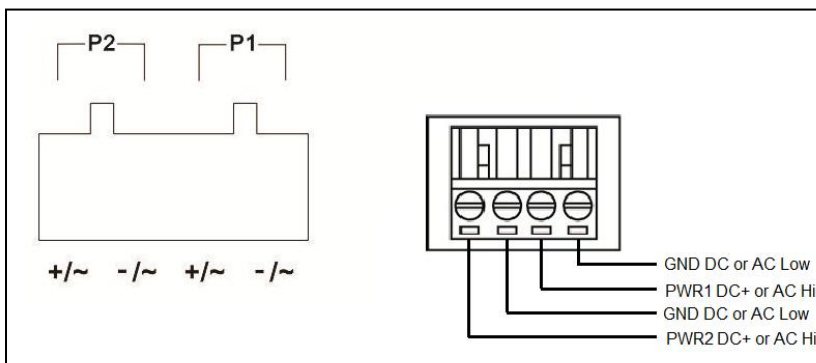 P2 P1
+/~ -/~ +/~ -/~
GND DC or AC Low
PWR1 DC+ or AC Hi
GND DC or AC Low
PWR2 DC+ or AC Hi